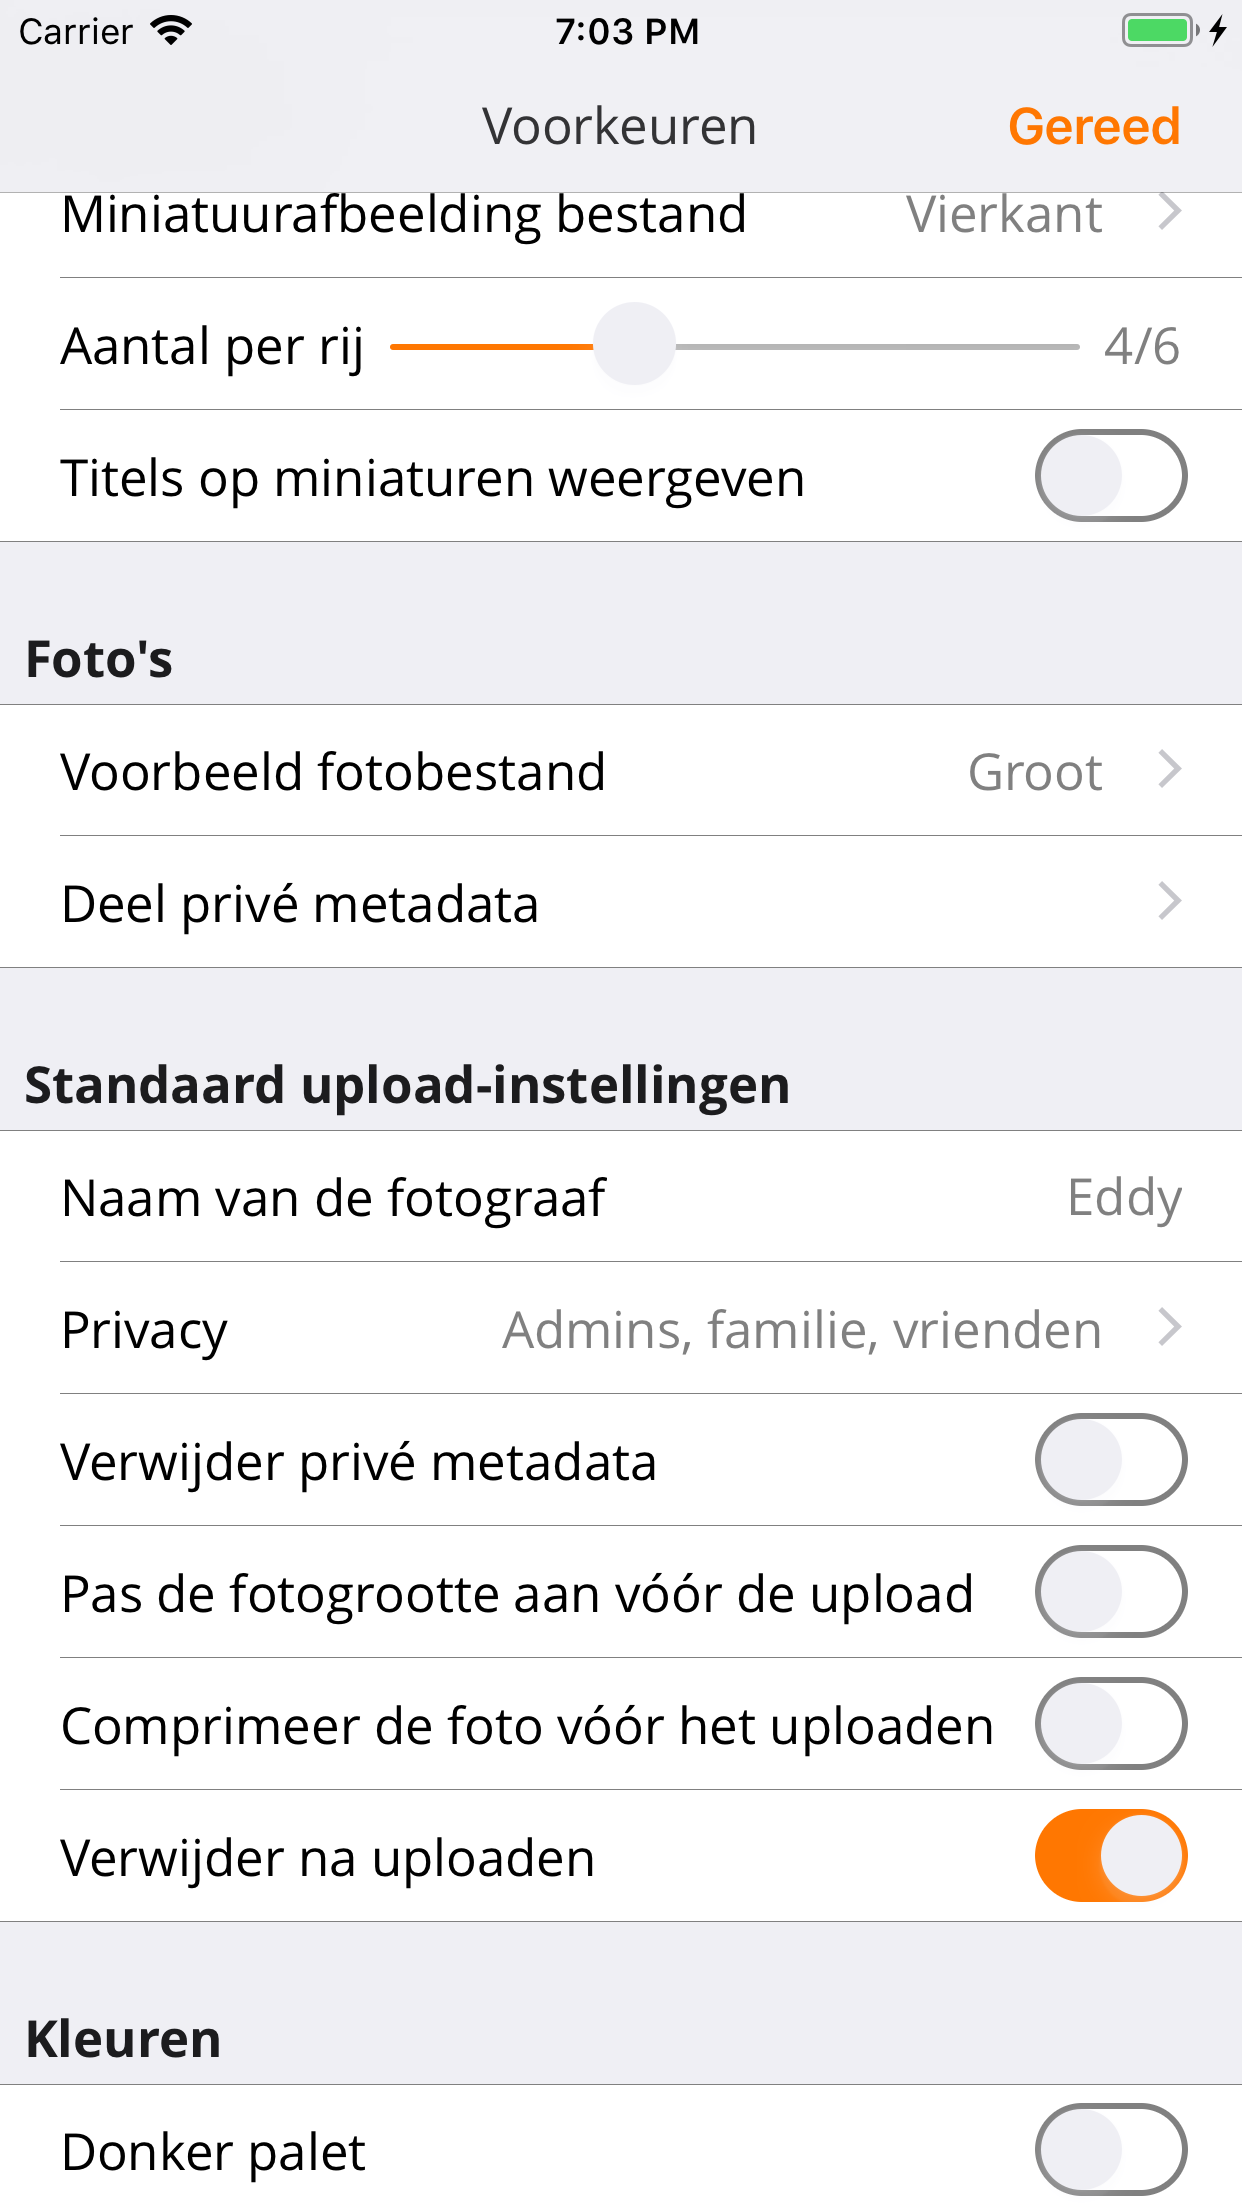 Carrier 7:03 PM
Voorkeuren Gereed
Miniatuurafbeelding bestand Vierkant
Aantal per rij 4/6
Titels op miniaturen weergeven
Foto's
Voorbeeld fotobestand Groot
Deel privé metadata
Standaard upload-instellingen
Naam van de fotograaf Eddy
Privacy Admins, familie, vrienden
Verwijder privé metadata
Pas de fotogrootte aan vóór de upload
Comprimeer de foto vóór het uploaden
Verwijder na uploaden
Kleuren
Donker palet